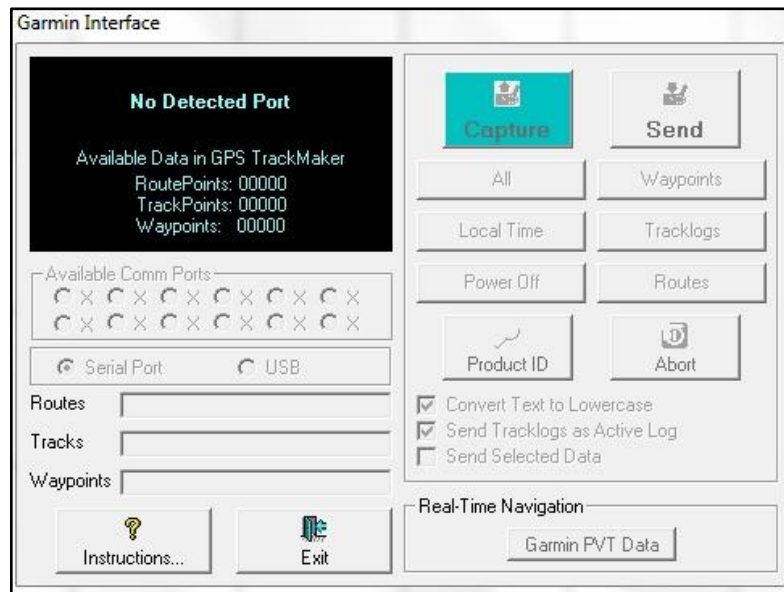 Garmin Interface
No Detected Port
Available Data in GPS TrackMaker
RoutePoints: 00000
TrackPoints: 00000
Waypoints: 00000
Available Comm Ports
X X X X X X
X X X X X X
Serial Port USB
Routes
Tracks
Waypoints
Instructions...
Exit
Capture
Send
All
Waypoints
Local Time
Tracklogs
Power Off
Routes
Product ID
Abort
Convert Text to Lowercase
Send Tracklogs as Active Log
Send Selected Data
Real-Time Navigation
Garmin PVT Data